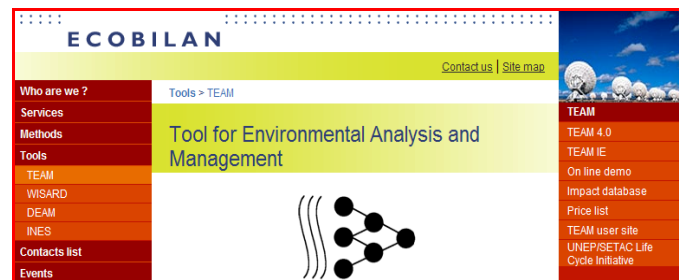 ECOBILAN
Contact us | Site map
Who are we ?
Services
Methods
Tools
TEAM
WISARD
DEAM
INES
Contacts list
Events
Tools > TEAM
Tool for Environmental Analysis and
Management
TEAM
TEAM 4.0
TEAM IE
On line demo
Impact database
Price list
TEAM user site
UNEP/SETAC Life
Cycle Initiative